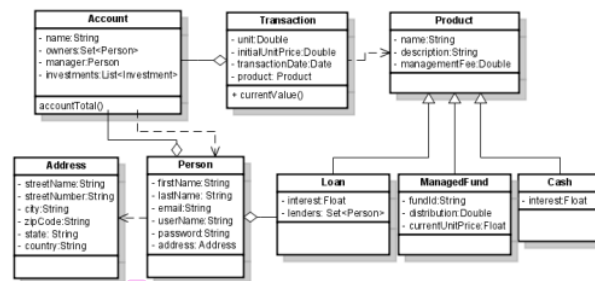 Account
- name:String
- owners:Set<Person>
- manager:Person
- investments:List<Investment>
accountTotal()
Transaction
- unit:Double
- initialUnitPrice:Double
- transactionDate:Date
- product: Product
+ currentValue()
Product
- name:String
- description:String
- managementFee:Double
Address
- streetName:String
- streetNumber:String
- city:String
- zipCode:String
- state: String
- country:String
Person
- firstName:String
- lastName: String
- email:String
- userName:String
- password:String
- address: Address
Loan
- interest:Float
- lenders: Set<Person>
ManagedFund
- fundId:String
- distribution:Double
- currentUnitPrice:Float
Cash
- interest:Float